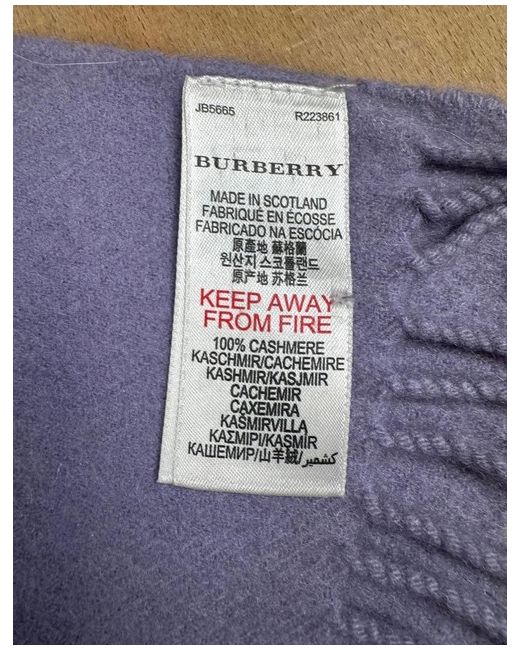 JB5665 R223861
BURBERRY
MADE IN SCOTLAND
FABRIQUÉ EN ÉCOSSE
FABRICADO NA ESCÓCIA
原產地 蘇格蘭
원산지 스코틀랜드
原产地 苏格兰
KEEP AWAY
FROM FIRE
100% CASHMERE
KASCHMIR/CACHEMIRE
KASHMIR/KASJMIR
CACHEMIR
CAXEMIRA
KAŠMIRVILLA
ΚΑΣΜΙΡΙ/KAŞMİR
КАШЕМИР/山羊絨/كشمير